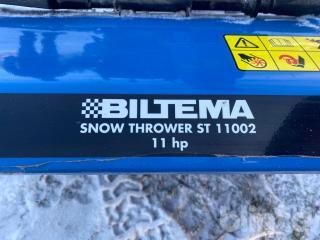 BILTEMA
SNOW THROWER ST 11002
11 hp